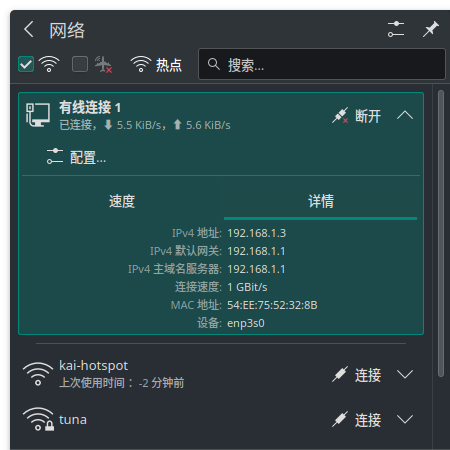 网络
热点
搜索...
有线连接 1
已连接，⬇ 5.5 KiB/s，⬆ 5.6 KiB/s
断开
配置...
速度 详情
IPv4 地址: 192.168.1.3
IPv4 默认网关: 192.168.1.1
IPv4 主域名服务器: 192.168.1.1
连接速度: 1 GBit/s
MAC 地址: 54:EE:75:52:32:8B
设备: enp3s0
kai-hotspot
上次使用时间： -2 分钟前
连接
tuna
连接